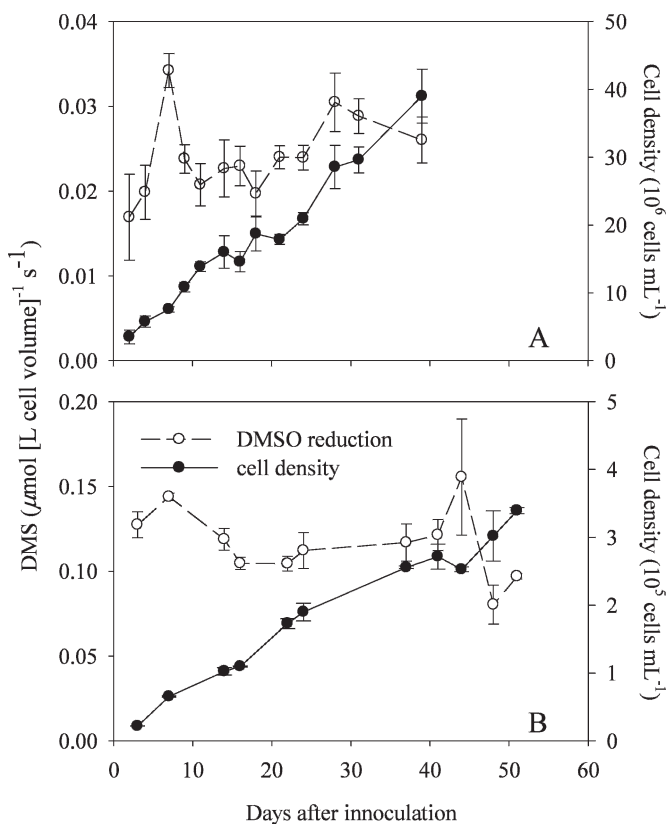 0.04
0.03
0.02
0.01
0.00
50
40
30
20
10
0
A
Cell density (10⁶ cells mL⁻¹)
DMS (μmol [L cell volume]⁻¹ s⁻¹)
0.20
0.15
0.10
0.05
0.00
DMSO reduction
cell density
5
4
3
2
1
0
B
Cell density (10⁵ cells mL⁻¹)
0 10 20 30 40 50 60
Days after innoculation